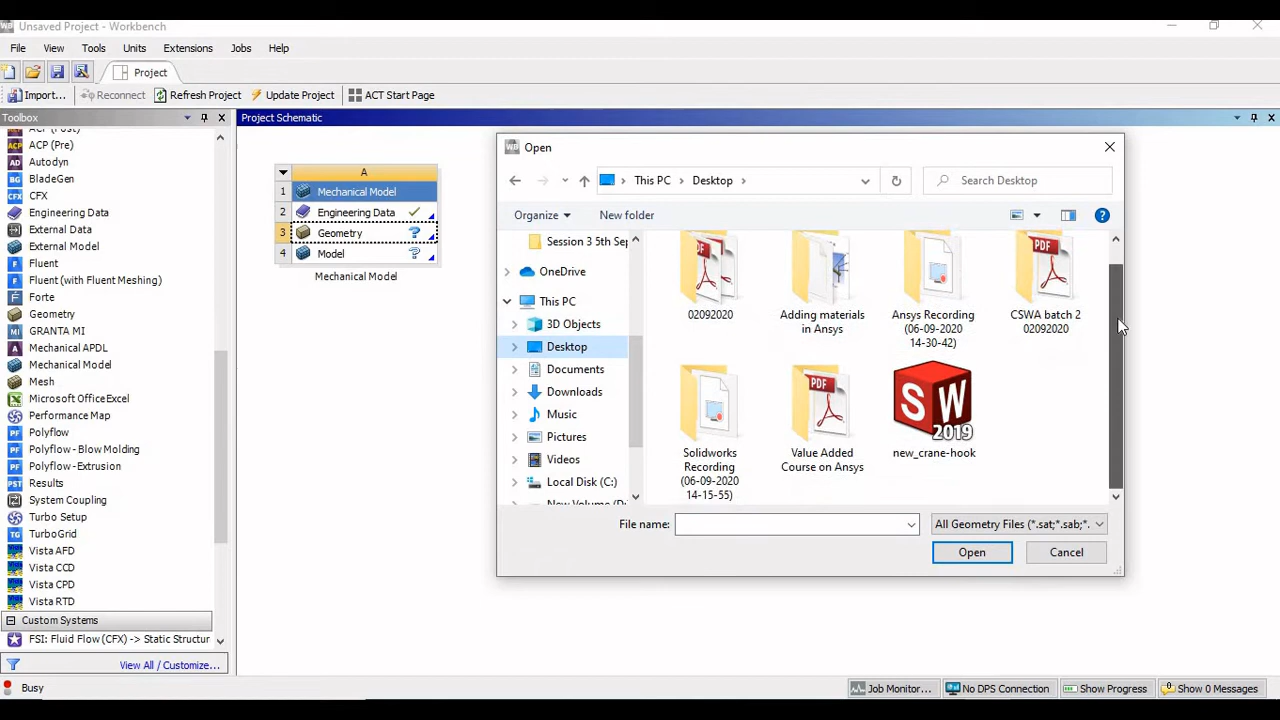 Unsaved Project - Workbench
File View Tools Units Extensions Jobs Help
Project
Import... Reconnect Refresh Project Update Project ACT Start Page
Toolbox
Project Schematic
ACP (Post)
ACP (Pre)
Autodyn
BladeGen
CFX
Engineering Data
External Data
External Model
Fluent
Fluent (with Fluent Meshing)
Forte
Geometry
GRANTA MI
Mechanical APDL
Mechanical Model
Mesh
Microsoft Office Excel
Performance Map
Polyflow
Polyflow - Blow Molding
Polyflow - Extrusion
Results
System Coupling
Turbo Setup
TurboGrid
Vista AFD
Vista CCD
Vista CPD
Vista RTD
Custom Systems
FSI: Fluid Flow (CFX) -> Static Structur
View All / Customize...
A
1 Mechanical Model
2 Engineering Data
3 Geometry ?
4 Model ?
Mechanical Model
Open
This PC > Desktop >
Search Desktop
Organize New folder
Session 3 5th Sep
OneDrive
This PC
3D Objects
Desktop
Documents
Downloads
Music
Pictures
Videos
Local Disk (C:)
New Volume (D:
02092020
Adding materials
in Ansys
Ansys Recording
(06-09-2020
14-30-42)
CSWA batch 2
02092020
Solidworks
Recording
(06-09-2020
14-15-55)
Value Added
Course on Ansys
SW
2019
new_crane-hook
File name:
All Geometry Files (*.sat;*.sab;*.
Open Cancel
Busy
Job Monitor... No DPS Connection Show Progress Show 0 Messages